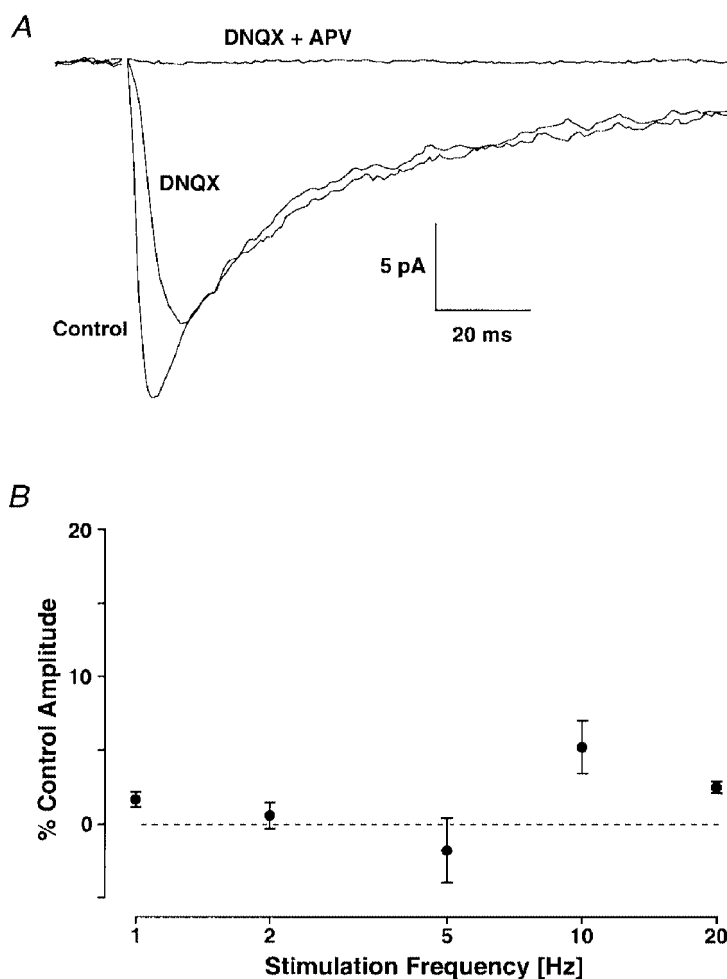 A
DNQX + APV
DNQX
5 pA
Control
20 ms
B
20
10
0
% Control Amplitude
1 2 5 10 20
Stimulation Frequency [Hz]